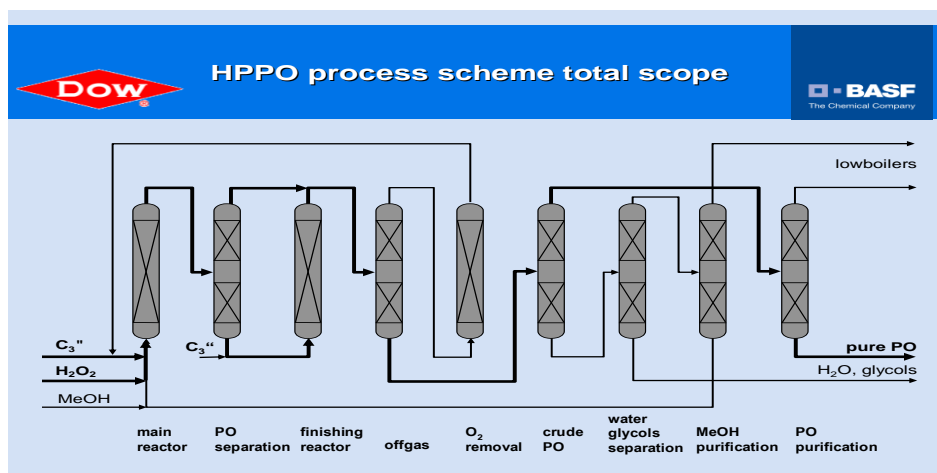 HPPO process scheme total scope
DOW
®
BASF
The Chemical Company
lowboilers
C₃"
C₃“
pure PO
H₂O₂
H₂O, glycols
MeOH
main
reactor
PO
separation
finishing
reactor
offgas
O₂
removal
crude
PO
water
glycols
separation
MeOH
purification
PO
purification